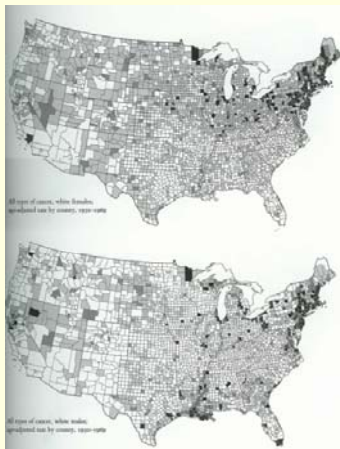 All types of cancer, white females;
age-adjusted rate by county, 1950-1969
All types of cancer, white males;
age-adjusted rate by county, 1950-1969